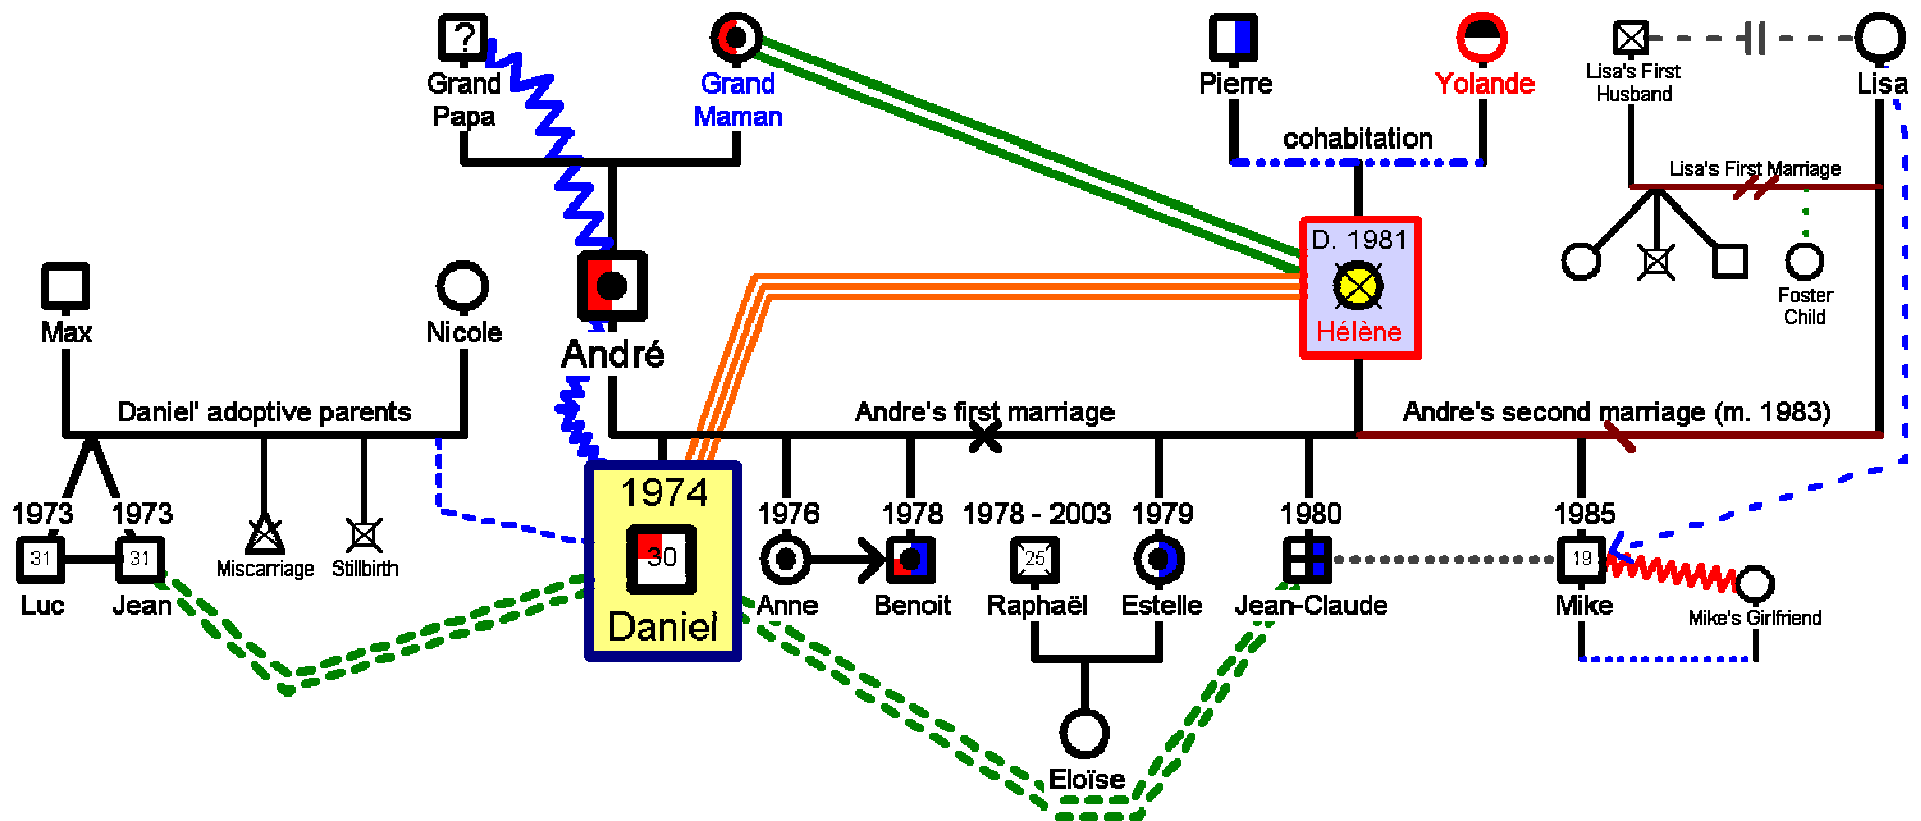 ?
Grand
Papa
Grand
Maman
Pierre
Yolande
Lisa's First
Husband
Lisa
cohabitation
Lisa's First Marriage
D. 1981
Hélène
Foster
Child
Max
Nicole
André
Daniel' adoptive parents
Andre's first marriage
Andre's second marriage (m. 1983)
1973
1973
1974
1976
1978
1978 - 2003
1979
1980
1985
31
31
30
25
19
Miscarriage
Stillbirth
Luc
Jean
Daniel
Anne
Benoit
Raphaël
Estelle
Jean-Claude
Mike
Mike's Girlfriend
Eloïse